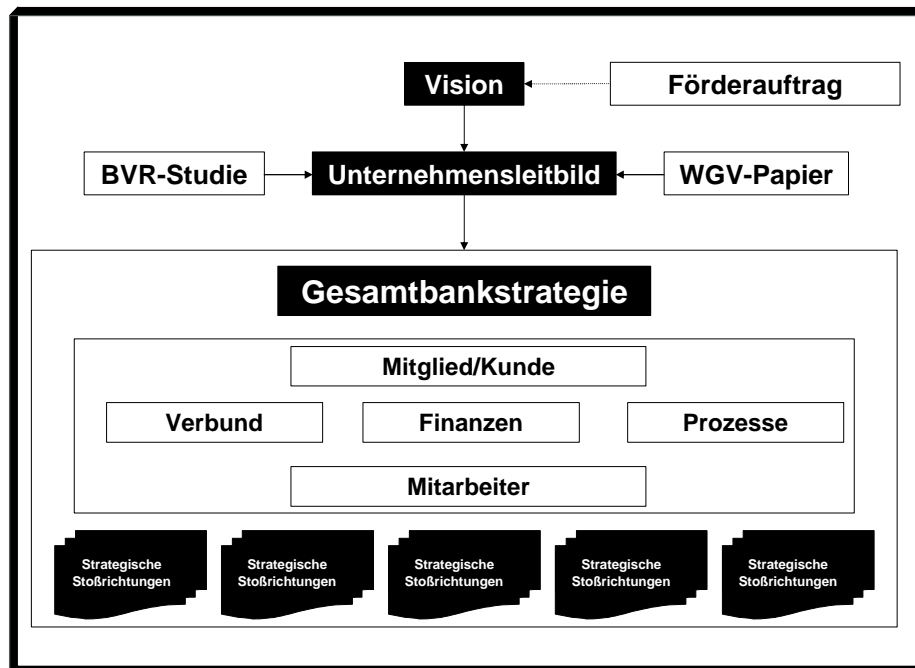 Vision
Förderauftrag
BVR-Studie
Unternehmensleitbild
WGV-Papier
Gesamtbankstrategie
Mitglied/Kunde
Verbund
Finanzen
Prozesse
Mitarbeiter
Strategische
Stoßrichtungen
Strategische
Stoßrichtungen
Strategische
Stoßrichtungen
Strategische
Stoßrichtungen
Strategische
Stoßrichtungen